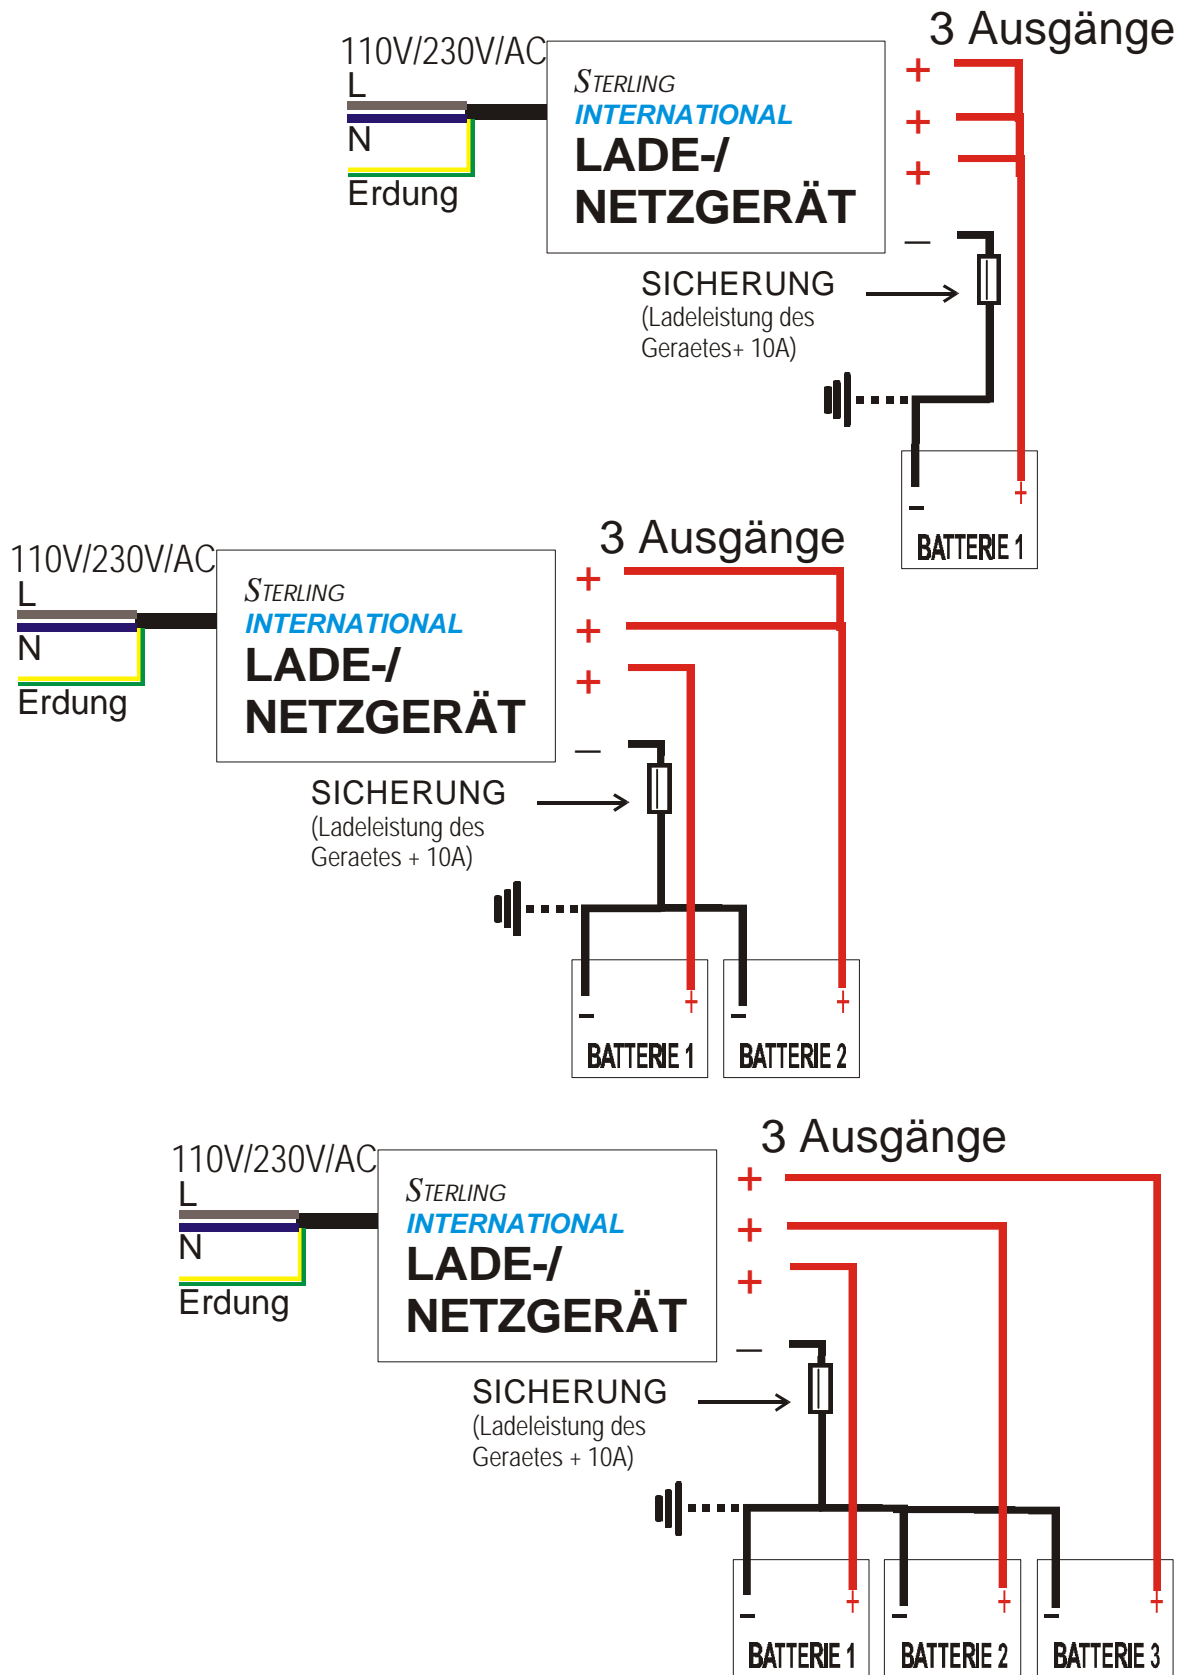 3 Ausgänge
110V/230V/AC
L
N
Erdung
STERLING
INTERNATIONAL
LADE-/
NETZGERÄT
+
+
+
–
SICHERUNG
(Ladeleistung des
Geraetes+ 10A)
– +
BATTERIE 1
3 Ausgänge
110V/230V/AC
L
N
Erdung
STERLING
INTERNATIONAL
LADE-/
NETZGERÄT
+
+
+
–
SICHERUNG
(Ladeleistung des
Geraetes + 10A)
– + – +
BATTERIE 1 BATTERIE 2
3 Ausgänge
110V/230V/AC
L
N
Erdung
STERLING
INTERNATIONAL
LADE-/
NETZGERÄT
+
+
+
–
SICHERUNG
(Ladeleistung des
Geraetes + 10A)
– + – + – +
BATTERIE 1 BATTERIE 2 BATTERIE 3